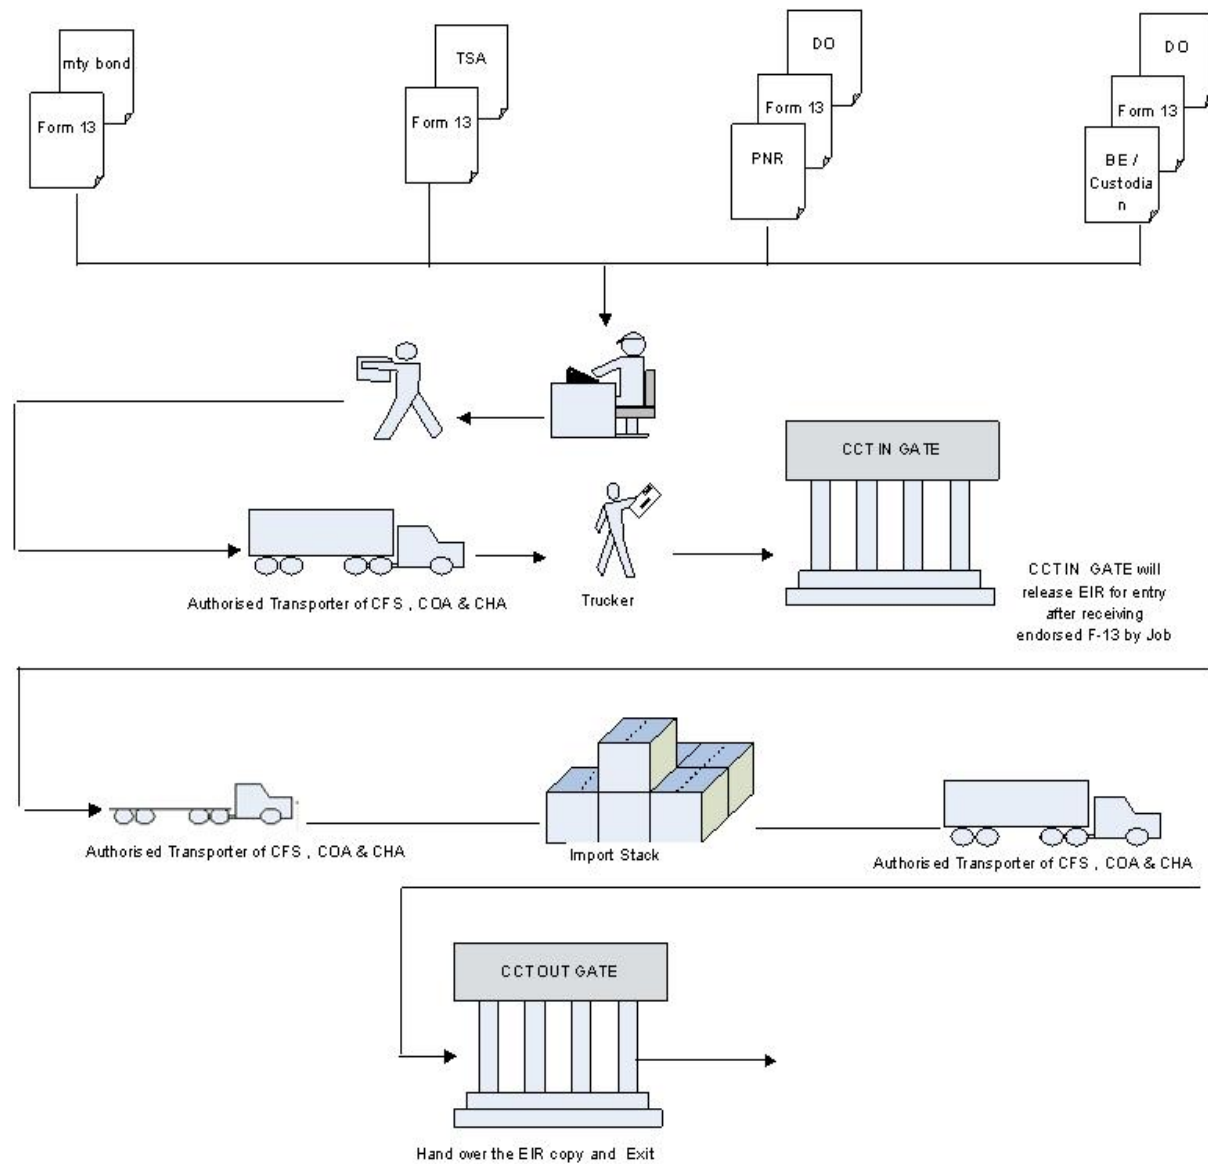 mty bond
Form 13
TSA
Form 13
DO
Form 13
PNR
DO
Form 13
BE /
Custodia
n
CCT IN GATE
CCT IN GATE will
release EIR for entry
after receiving
endorsed F-13 by Job
Authorised Transporter of CFS , COA & CHA
Trucker
Authorised Transporter of CFS , COA & CHA
Import Stack
Authorised Transporter of CFS , COA & CHA
CCT OUT GATE
Hand over the EIR copy and Exit